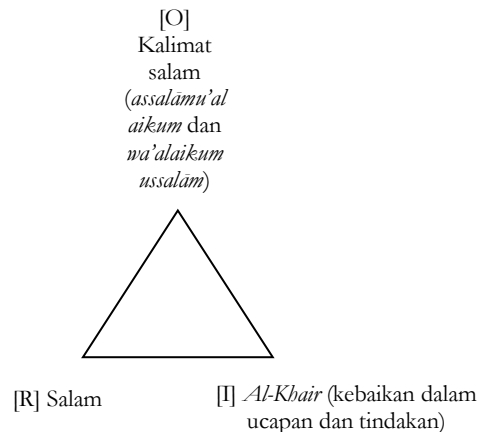 [O]
Kalimat
salam
(assalāmu’al
aikum dan
wa’alaikum
ussalām)
[R] Salam
[I] Al-Khair (kebaikan dalam
ucapan dan tindakan)